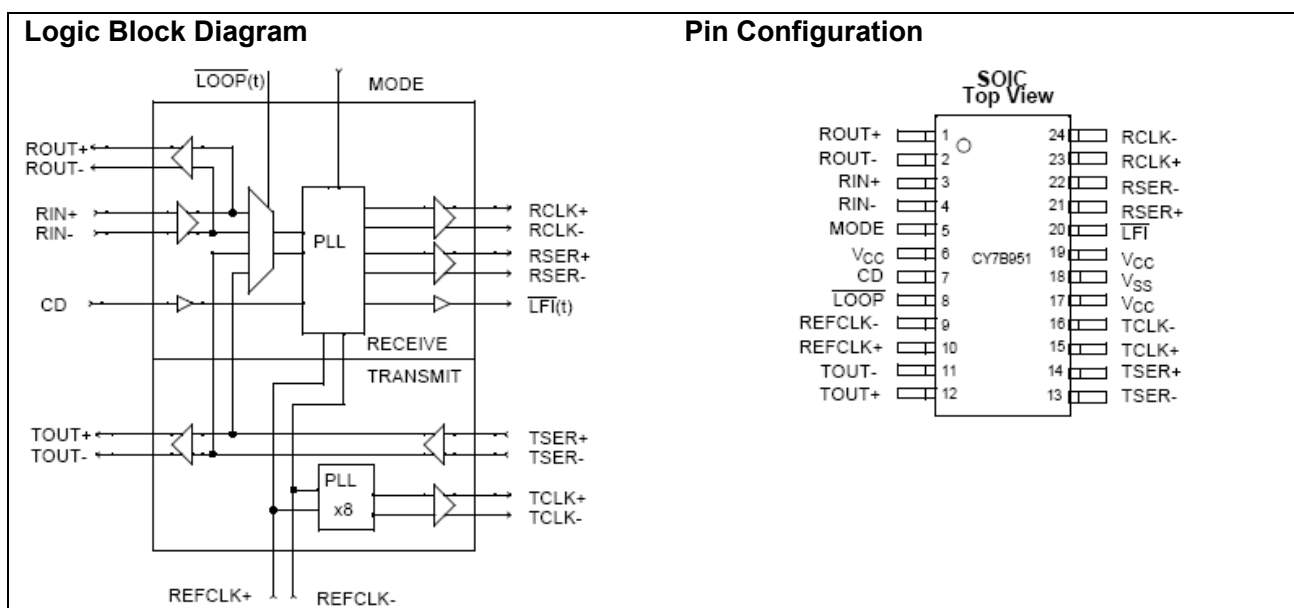 Logic Block Diagram
LOOP(t)
MODE
ROUT+
ROUT-
RIN+
RIN-
PLL
RCLK+
RCLK-
RSER+
RSER-
CD
LFI(t)
RECEIVE
TRANSMIT
TOUT+
TOUT-
TSER+
TSER-
PLL
x8
TCLK+
TCLK-
REFCLK+
REFCLK-
Pin Configuration
SOIC
Top View
ROUT+ 1 24 RCLK-
ROUT- 2 23 RCLK+
RIN+ 3 22 RSER-
RIN- 4 21 RSER+
MODE 5 20 LFI
VCC 6 CY7B951 19 VCC
CD 7 18 VSS
LOOP 8 17 VCC
REFCLK- 9 16 TCLK-
REFCLK+ 10 15 TCLK+
TOUT- 11 14 TSER+
TOUT+ 12 13 TSER-